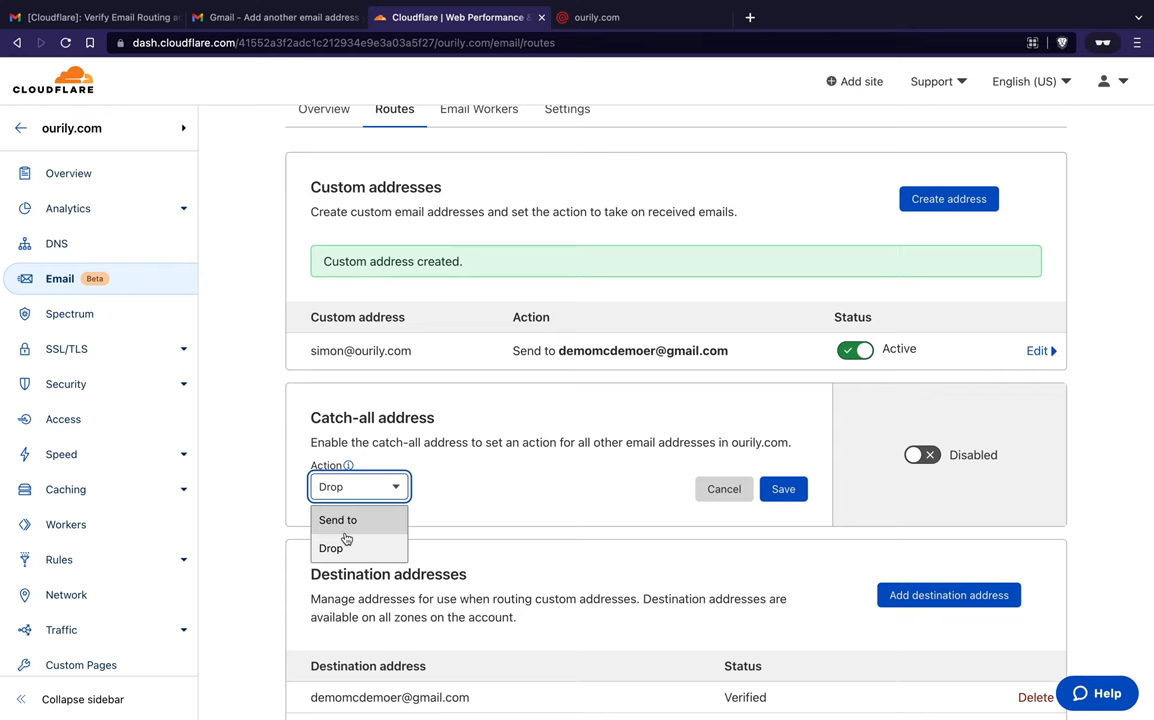 [Cloudflare]: Verify Email Routing a
Gmail - Add another email address
Cloudflare | Web Performance &
ourily.com
dash.cloudflare.com/41552a3f2adc1c212934e9e3a03a5f27/ourily.com/email/routes
CLOUDFLARE
Add site
Support
English (US)
ourily.com
Overview
Analytics
DNS
Email Beta
Spectrum
SSL/TLS
Security
Access
Speed
Caching
Workers
Rules
Network
Traffic
Custom Pages
Collapse sidebar
Overview Routes Email Workers Settings
Custom addresses
Create custom email addresses and set the action to take on received emails.
Create address
Custom address created.
Custom address Action Status
simon@ourily.com Send to demomcdemoer@gmail.com Active Edit
Catch-all address
Enable the catch-all address to set an action for all other email addresses in ourily.com.
Action
Drop
Send to
Drop
Cancel Save
Disabled
Destination addresses
Manage addresses for use when routing custom addresses. Destination addresses are
available on all zones on the account.
Add destination address
Destination address Status
demomcdemoer@gmail.com Verified Delete
Help